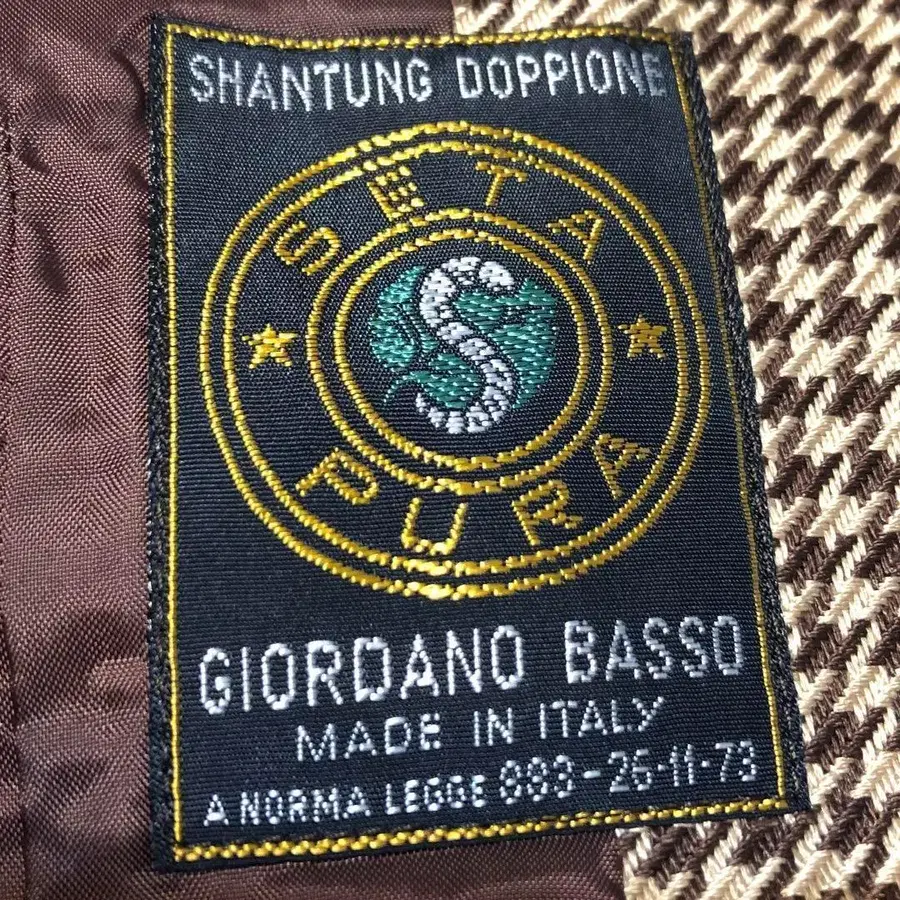 SHANTUNG DOPPIONE
SETA
S
PURA
GIORDANO BASSO
MADE IN ITALY
A NORMA LEGGE 883-26-11-73